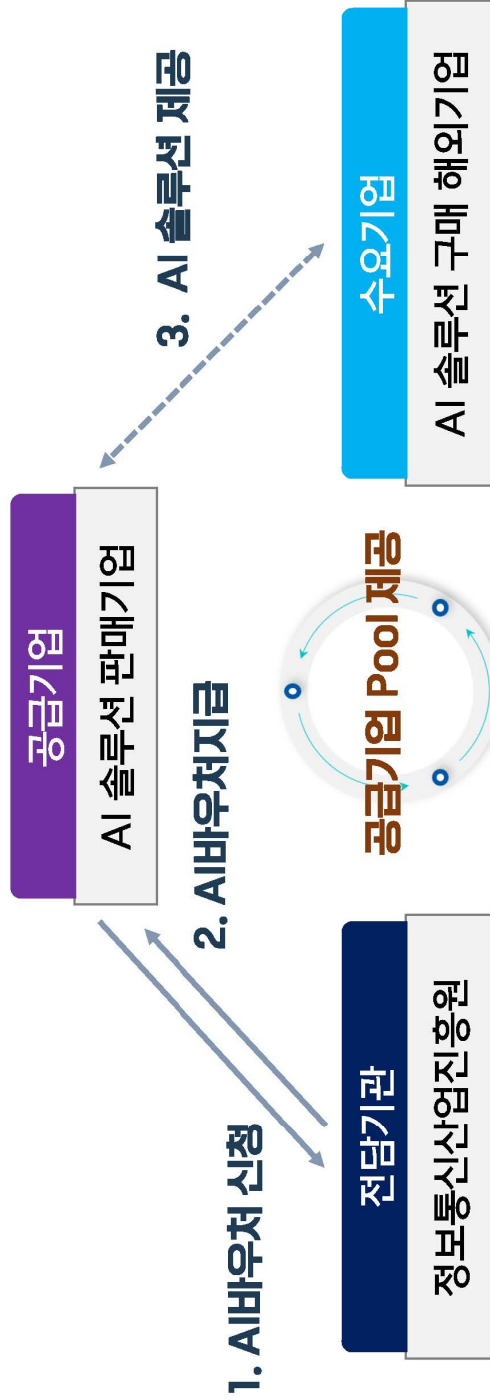 공급기업
AI 솔루션 판매기업
1. AI바우처 신청
2. AI바우처지급
3. AI 솔루션 제공
전담기관
정보통신산업진흥원
공급기업 Pool 제공
수요기업
AI 솔루션 구매 해외기업